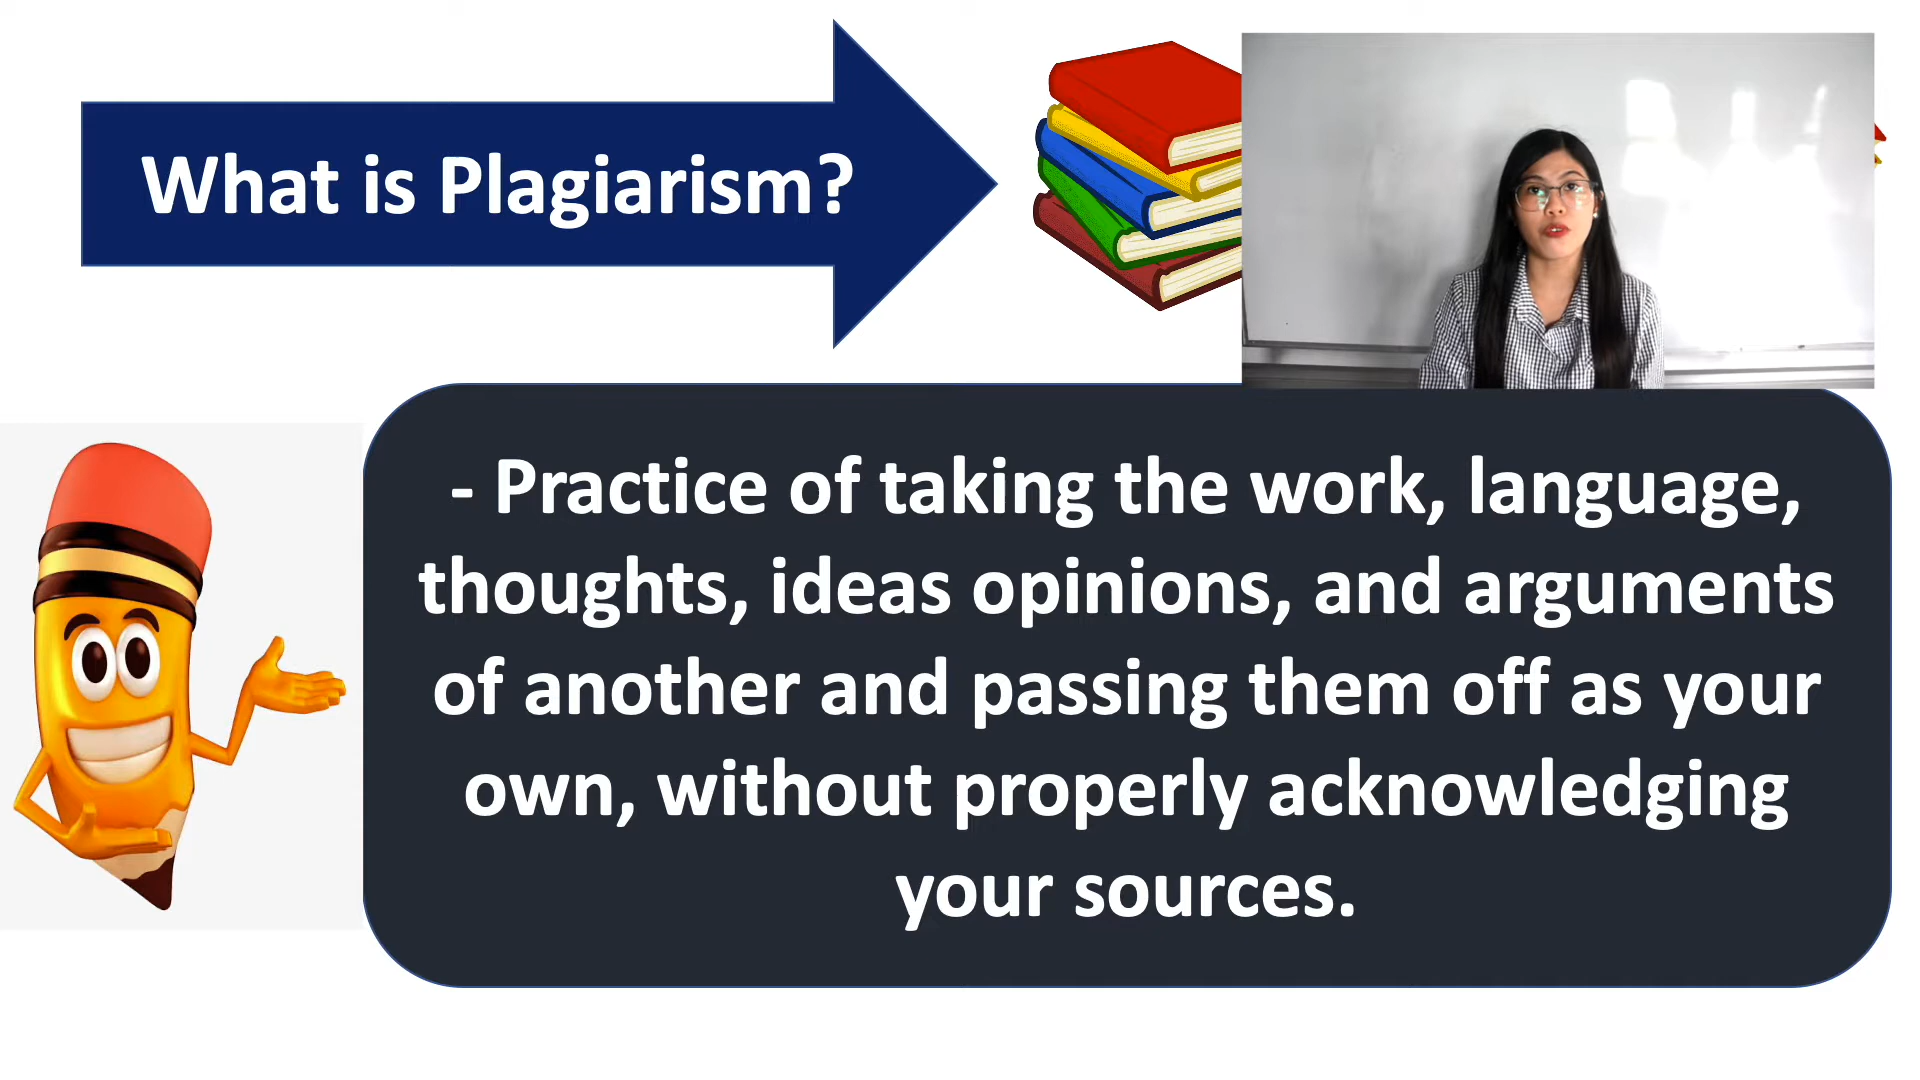 What is Plagiarism?
- Practice of taking the work, language,
thoughts, ideas opinions, and arguments
of another and passing them off as your
own, without properly acknowledging
your sources.